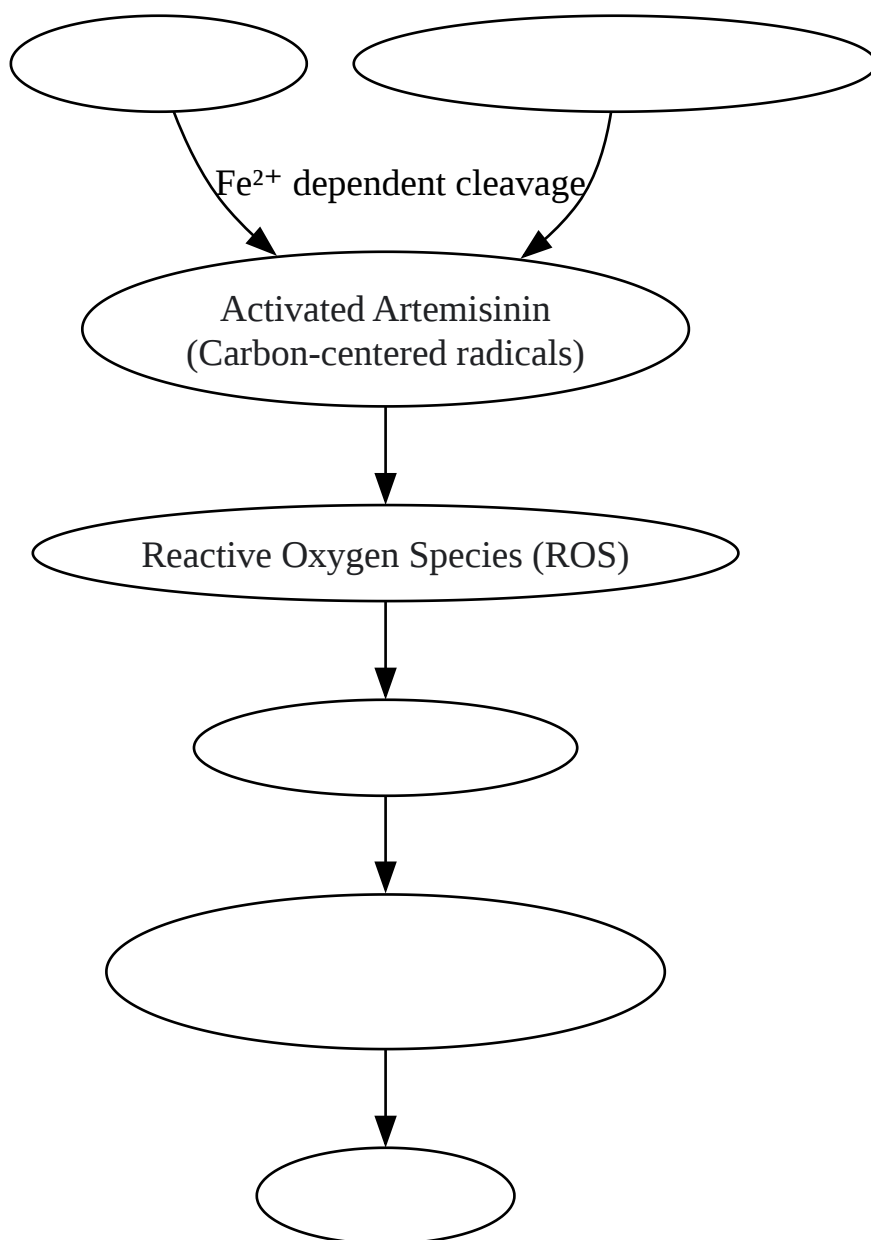 Fe²⁺ dependent cleavage
Activated Artemisinin
(Carbon-centered radicals)
Reactive Oxygen Species (ROS)